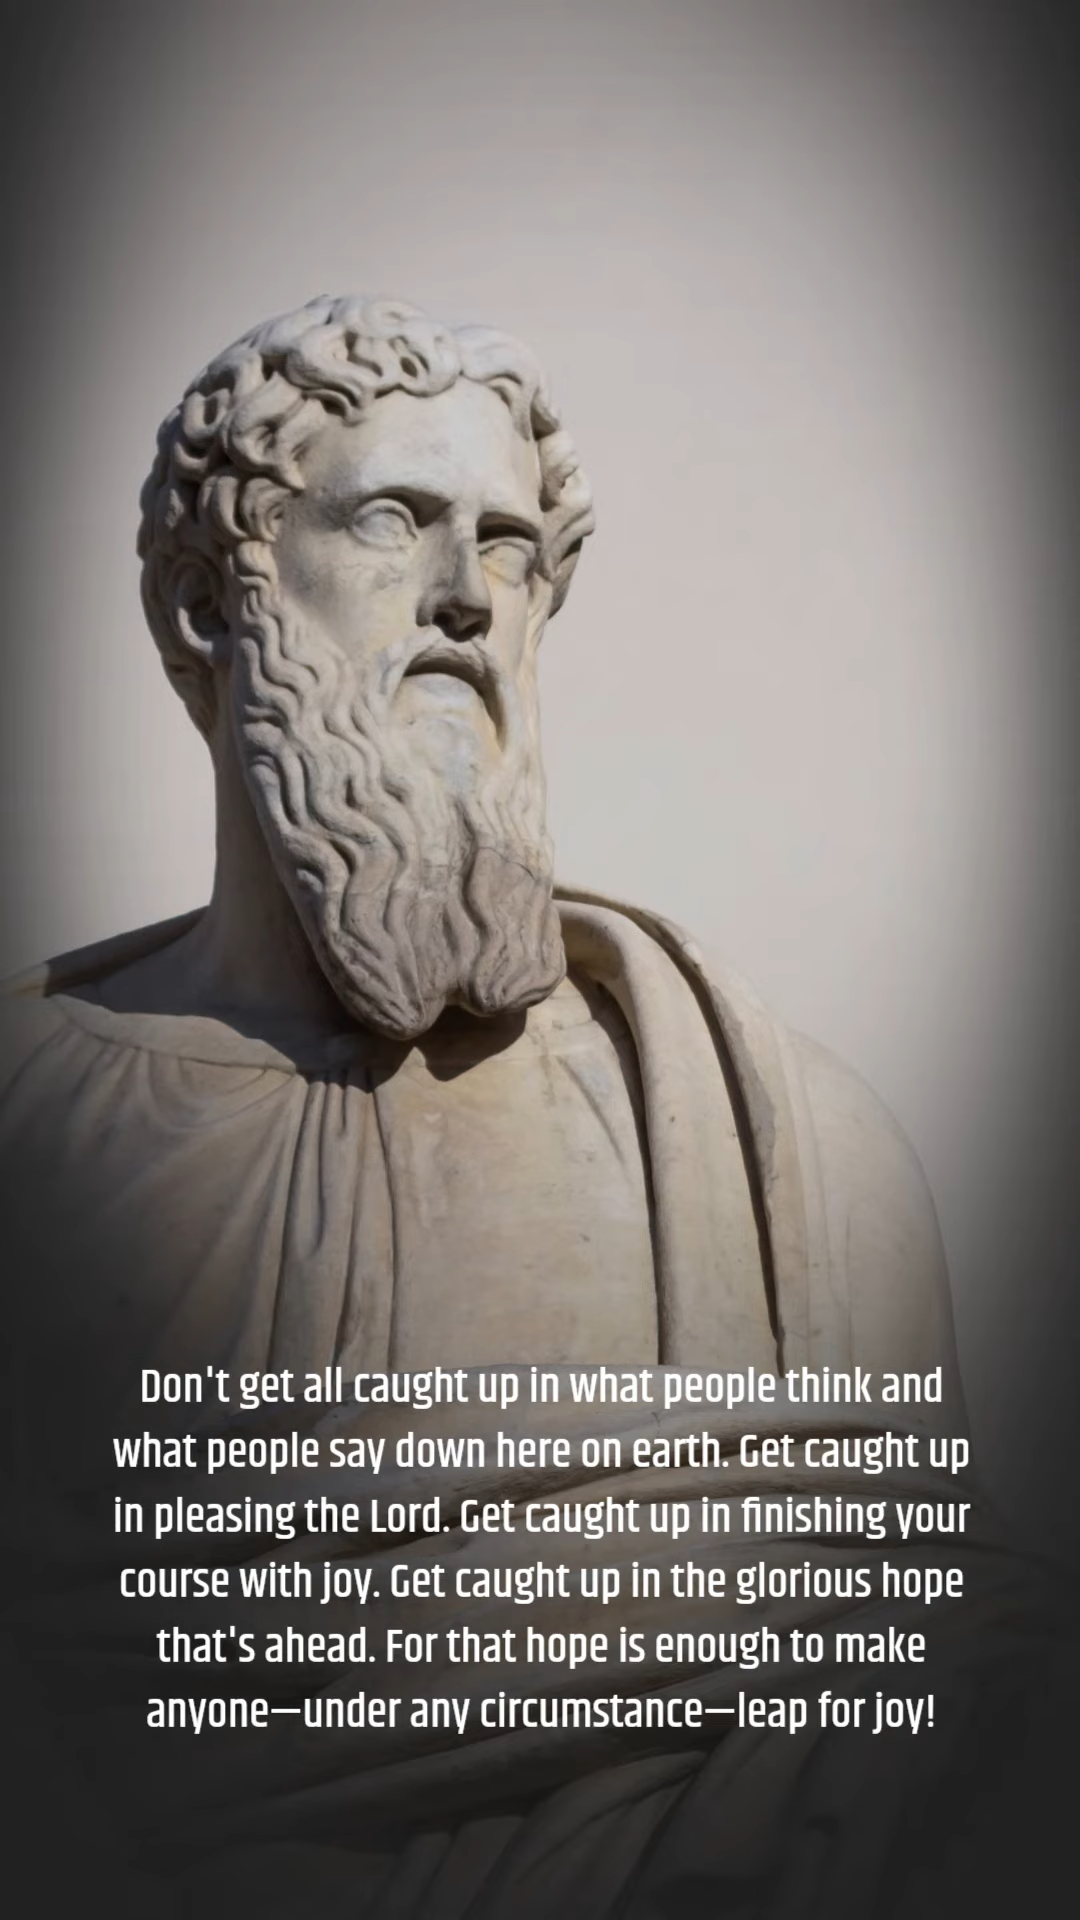 Don't get all caught up in what people think and
what people say down here on earth. Get caught up
in pleasing the Lord. Get caught up in finishing your
course with joy. Get caught up in the glorious hope
that's ahead. For that hope is enough to make
anyone—under any circumstance—leap for joy!